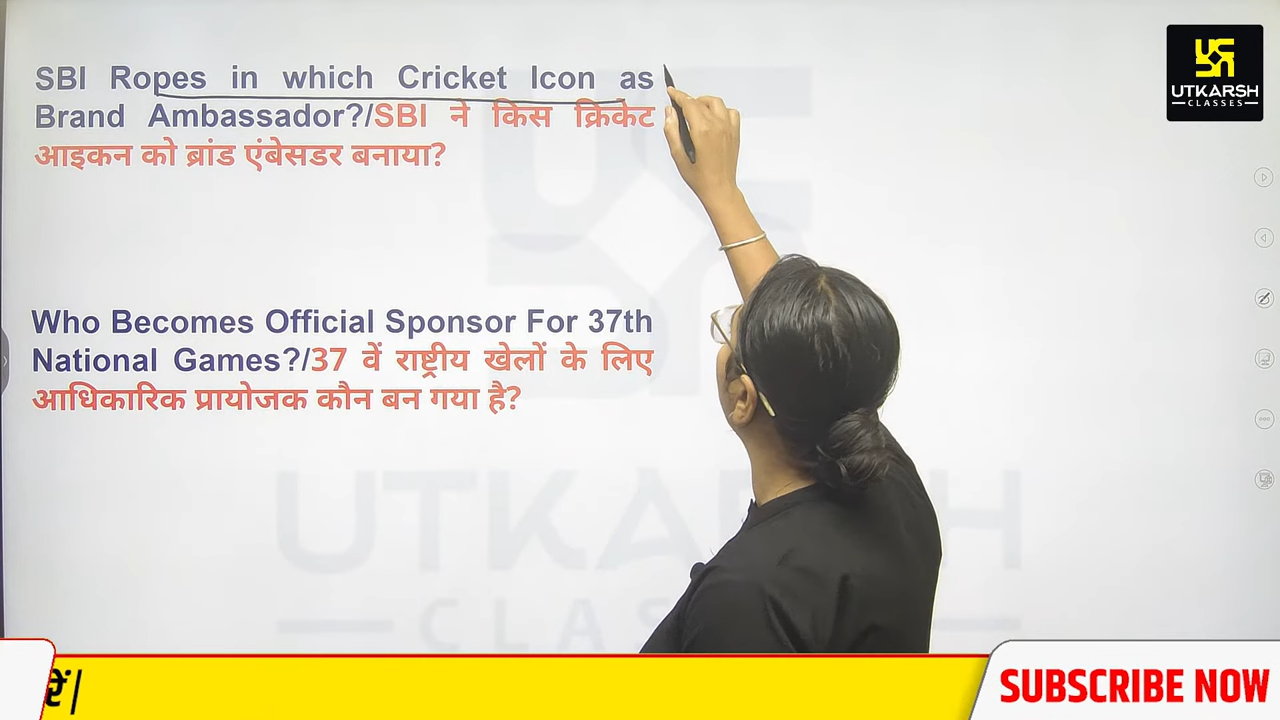 SBI Ropes in which Cricket Icon as
Brand Ambassador?/SBI ने किस क्रिकेट
आइकन को ब्रांड एंबेसडर बनाया?
UTKARSH
CLASSES
Who Becomes Official Sponsor For 37th
National Games?/37 वें राष्ट्रीय खेलों के लिए
आधिकारिक प्रायोजक कौन बन गया है?
UTKARSH
SUBSCRIBE NOW